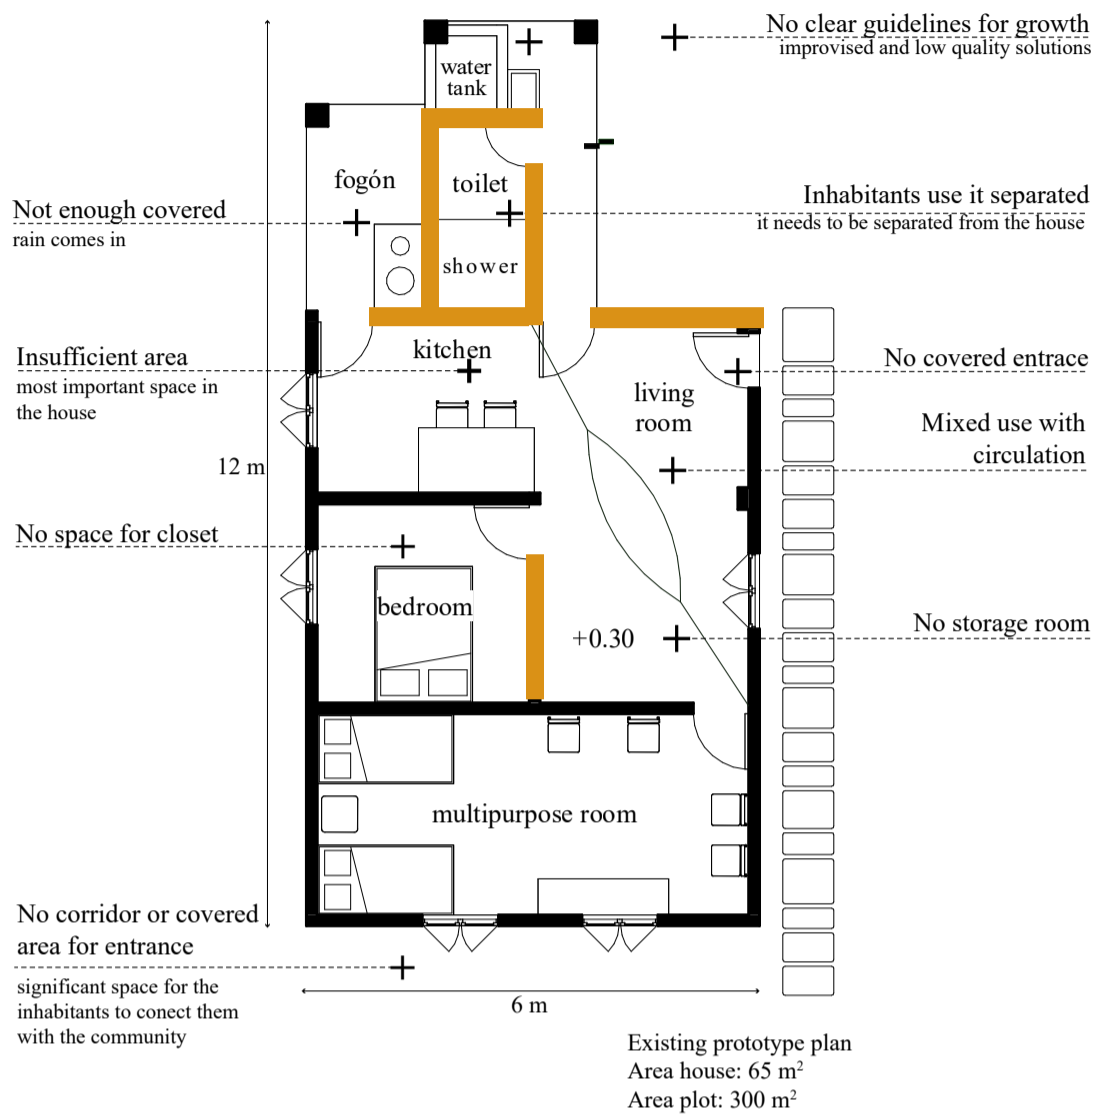 No clear guidelines for growth
improvised and low quality solutions
water
tank
fogón
toilet
Inhabitants use it separated
it needs to be separated from the house
Not enough covered
rain comes in
shower
kitchen
Insufficient area
most important space in
the house
No covered entrace
living
room
Mixed use with
circulation
12 m
No space for closet
bedroom
+0.30
No storage room
multipurpose room
No corridor or covered
area for entrance
significant space for the
inhabitants to conect them
with the community
6 m
Existing prototype plan
Area house: 65 m²
Area plot: 300 m²